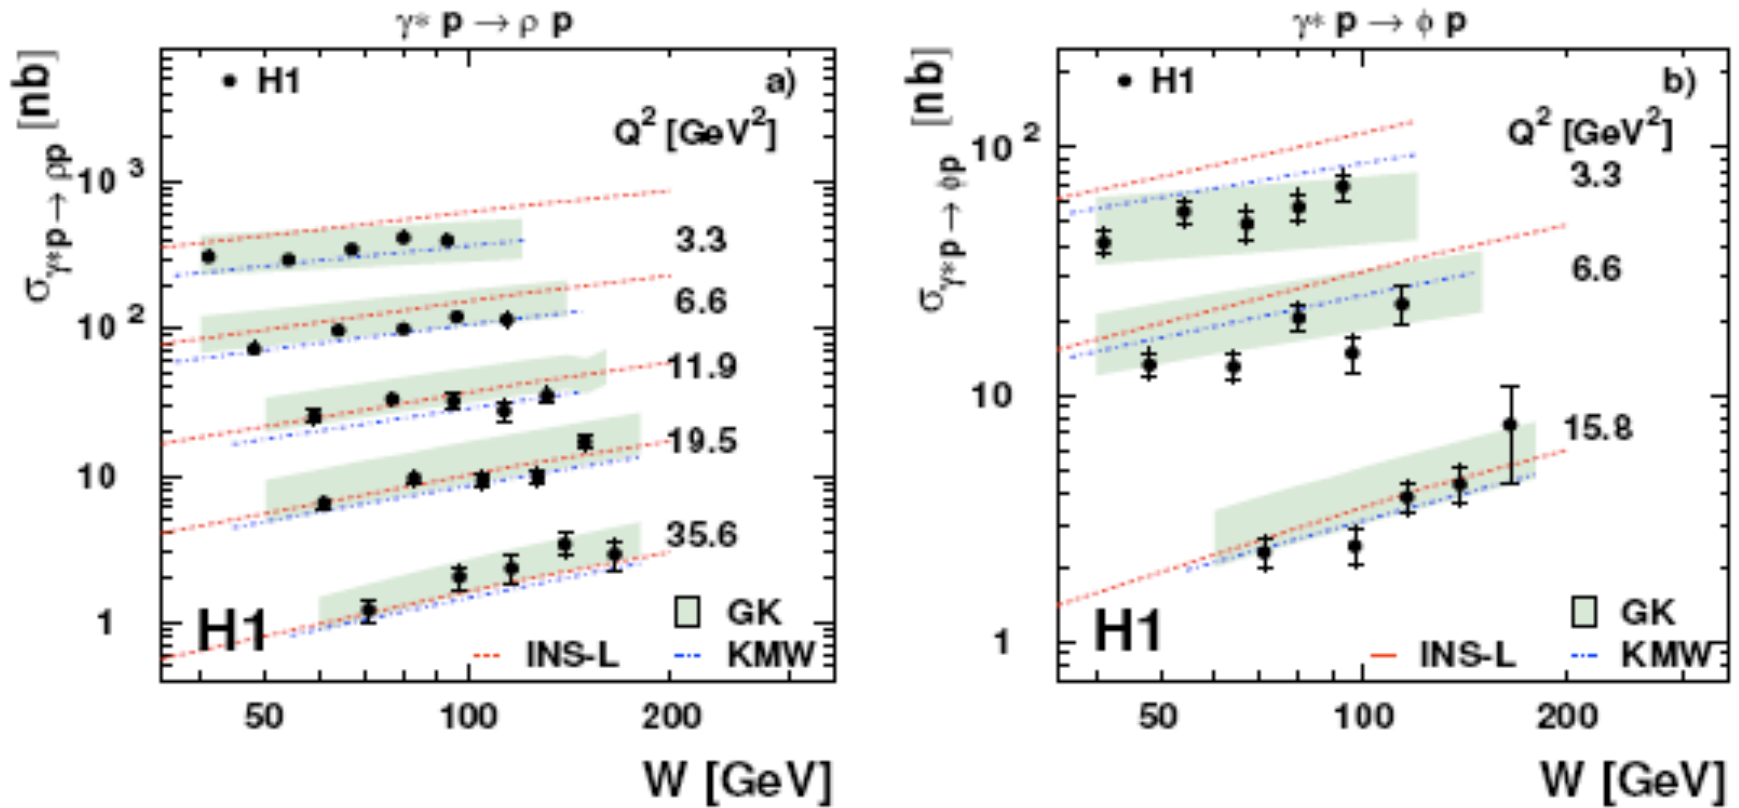 γ* p → ρ p
σγ*p→ρp [nb]
H1
a)
Q² [GeV²]
10³
3.3
6.6
10²
11.9
19.5
10
35.6
1
H1
GK
INS-L
KMW
50
100
200
W [GeV]
γ* p → ϕ p
σγ*p→ϕp [nb]
H1
b)
Q² [GeV²]
10²
3.3
6.6
10
15.8
1
H1
GK
INS-L
KMW
50
100
200
W [GeV]